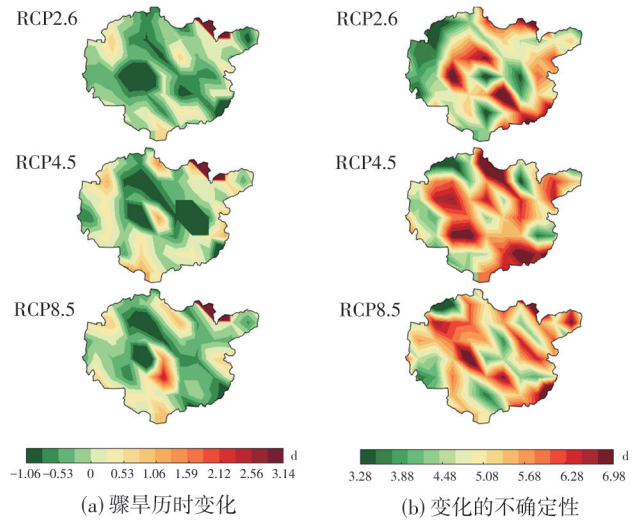 RCP2.6 RCP2.6
RCP4.5 RCP4.5
RCP8.5 RCP8.5
d d
-1.06 -0.53 0 0.53 1.06 1.59 2.12 2.56 3.14 3.28 3.88 4.48 5.08 5.68 6.28 6.98
(a) 骤旱历时变化 (b) 变化的不确定性